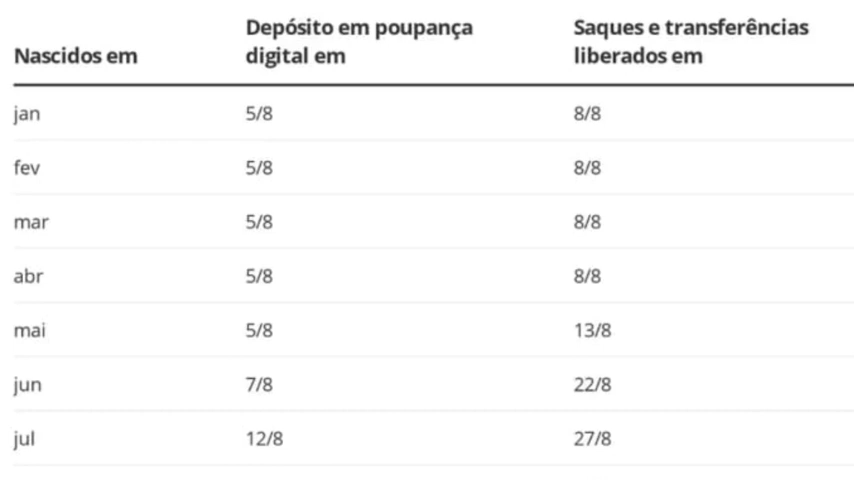 Nascidos em Depósito em poupança digital em Saques e transferências liberados em
jan 5/8 8/8
fev 5/8 8/8
mar 5/8 8/8
abr 5/8 8/8
mai 5/8 13/8
jun 7/8 22/8
jul 12/8 27/8